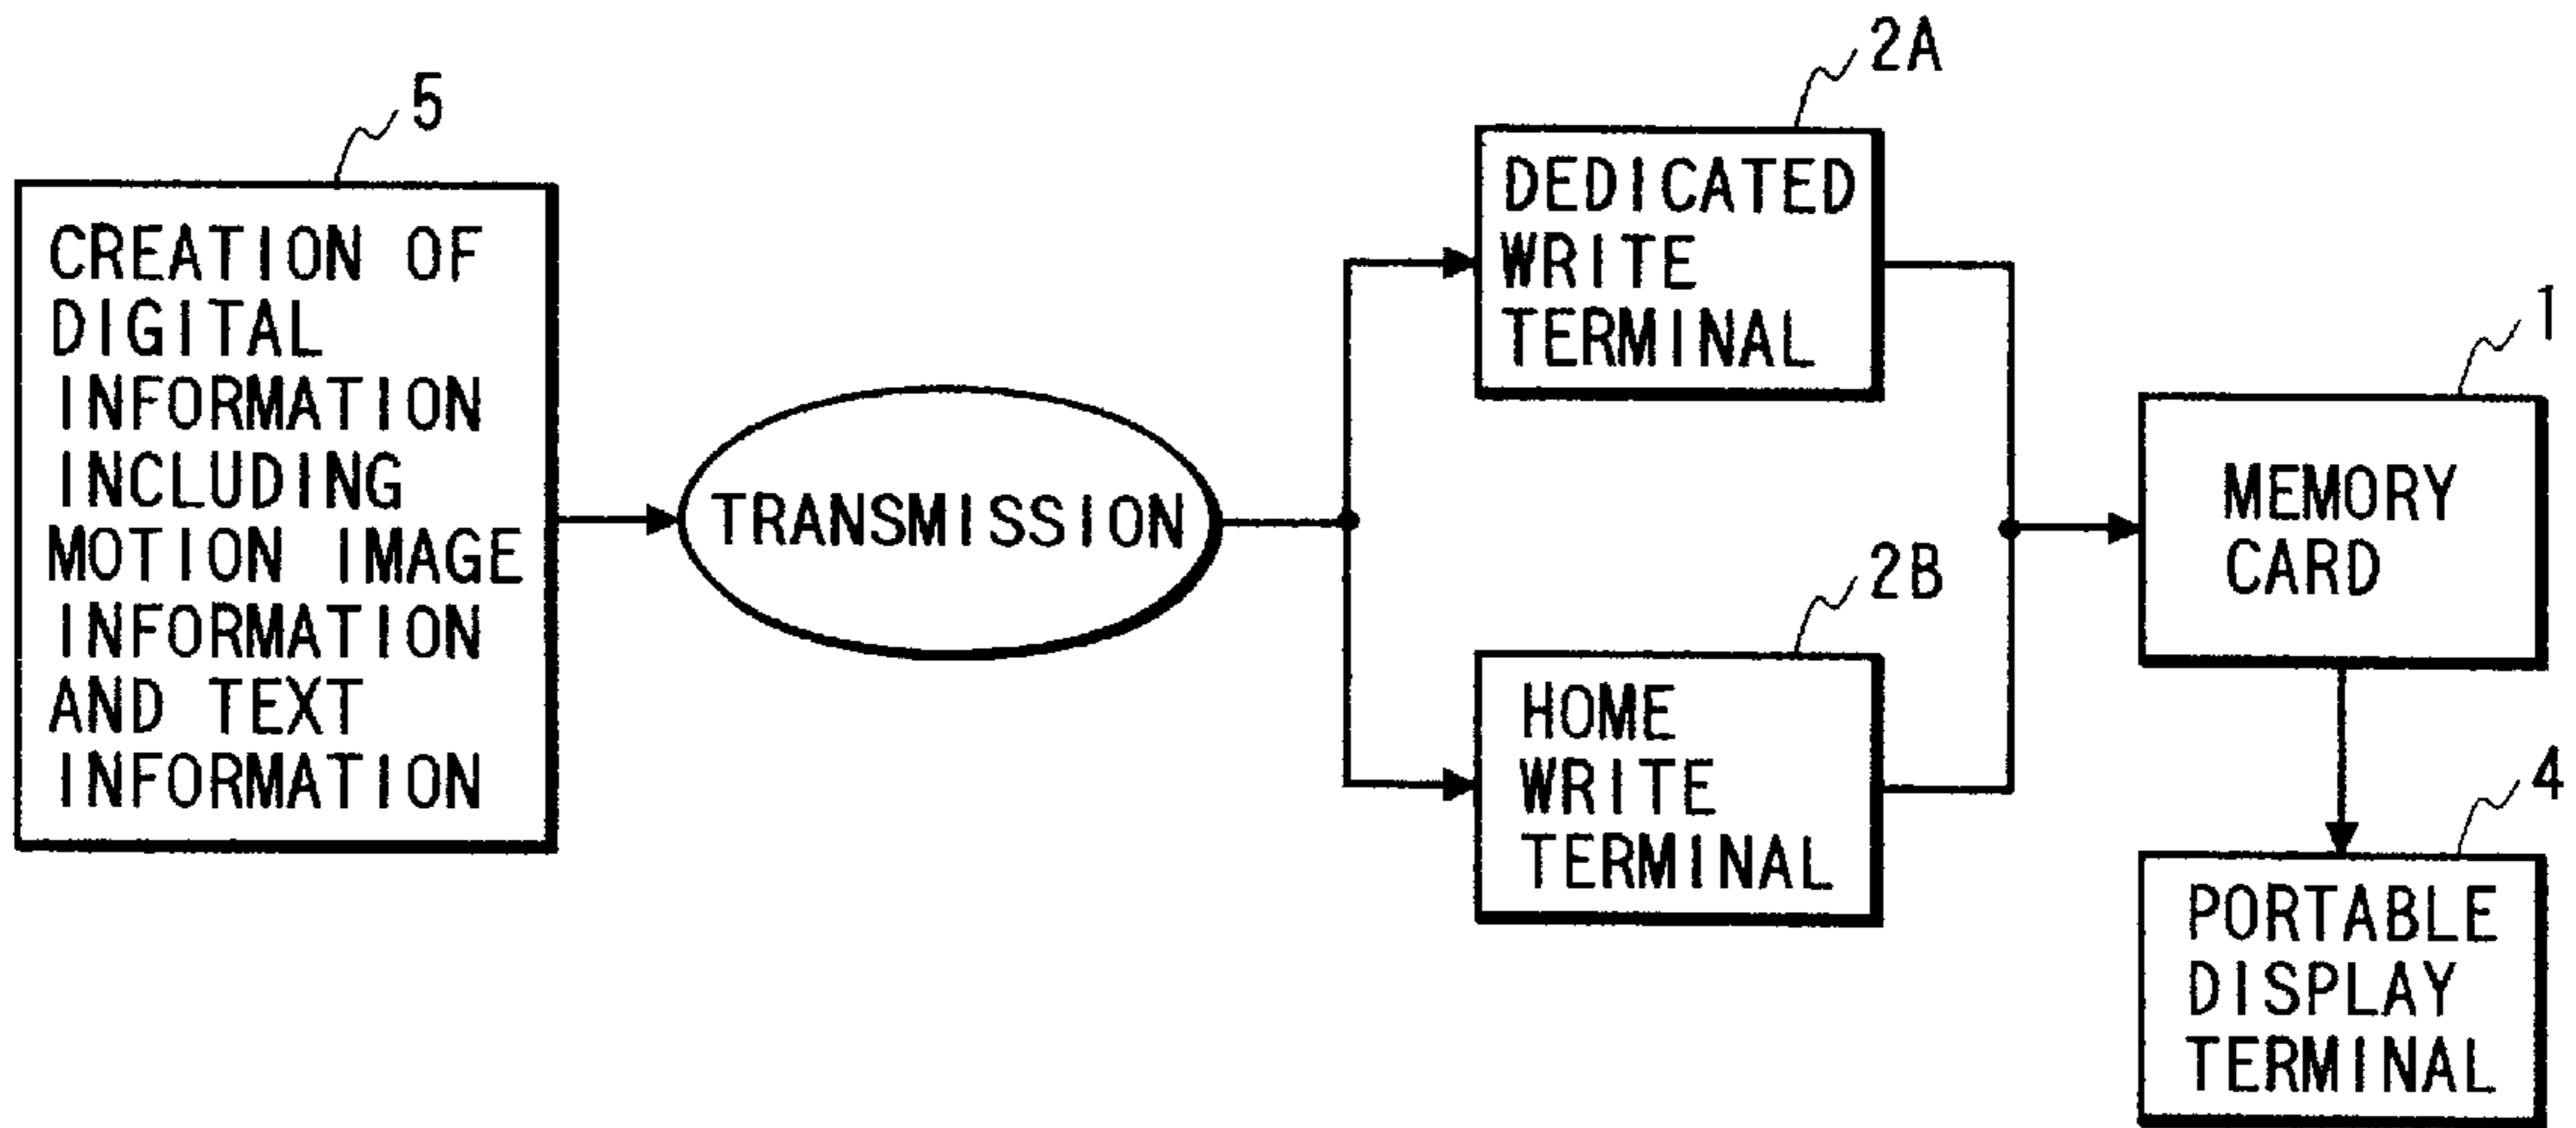 5
CREATION OF
DIGITAL
INFORMATION
INCLUDING
MOTION IMAGE
INFORMATION
AND TEXT
INFORMATION
TRANSMISSION
2A
DEDICATED
WRITE
TERMINAL
2B
HOME
WRITE
TERMINAL
1
MEMORY
CARD
4
PORTABLE
DISPLAY
TERMINAL